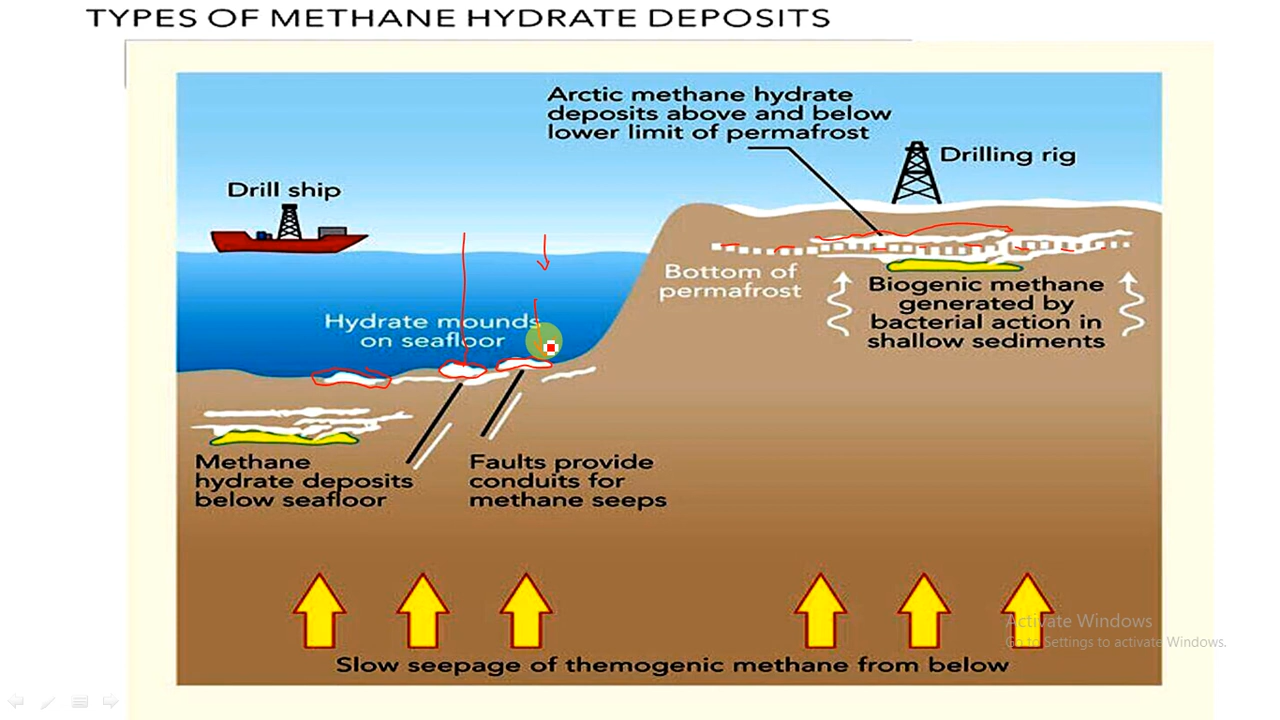 TYPES OF METHANE HYDRATE DEPOSITS
Arctic methane hydrate
deposits above and below
lower limit of permafrost
Drilling rig
Drill ship
Bottom of
permafrost
Biogenic methane
generated by
bacterial action in
shallow sediments
Hydrate mounds
on seafloor
Methane
hydrate deposits
below seafloor
Faults provide
conduits for
methane seeps
Activate Windows
Go to Settings to activate Windows.
Slow seepage of themogenic methane from below